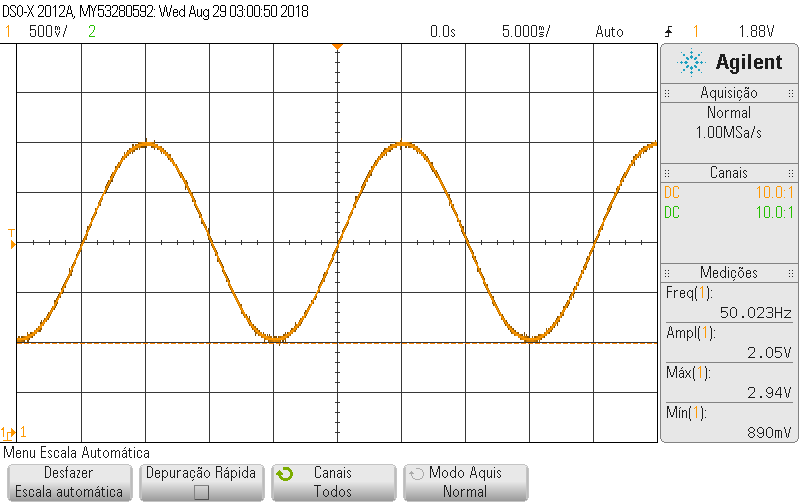 DSO-X 2012A, MY53280592: Wed Aug 29 03:00:50 2018
1 500mV/ 2 0.0s 5.000ms/ Auto 1 1.88V
Agilent
Aquisição
Normal
1.00MSa/s
Canais
DC 10.0:1
DC 10.0:1
Medições
Freq(1):
50.023Hz
Ampl(1):
2.05V
Máx(1):
2.94V
Mín(1):
890mV
T
1 1
Menu Escala Automática
Desfazer
Escala automática
Depuração Rápida
Canais
Todos
Modo Aquis
Normal